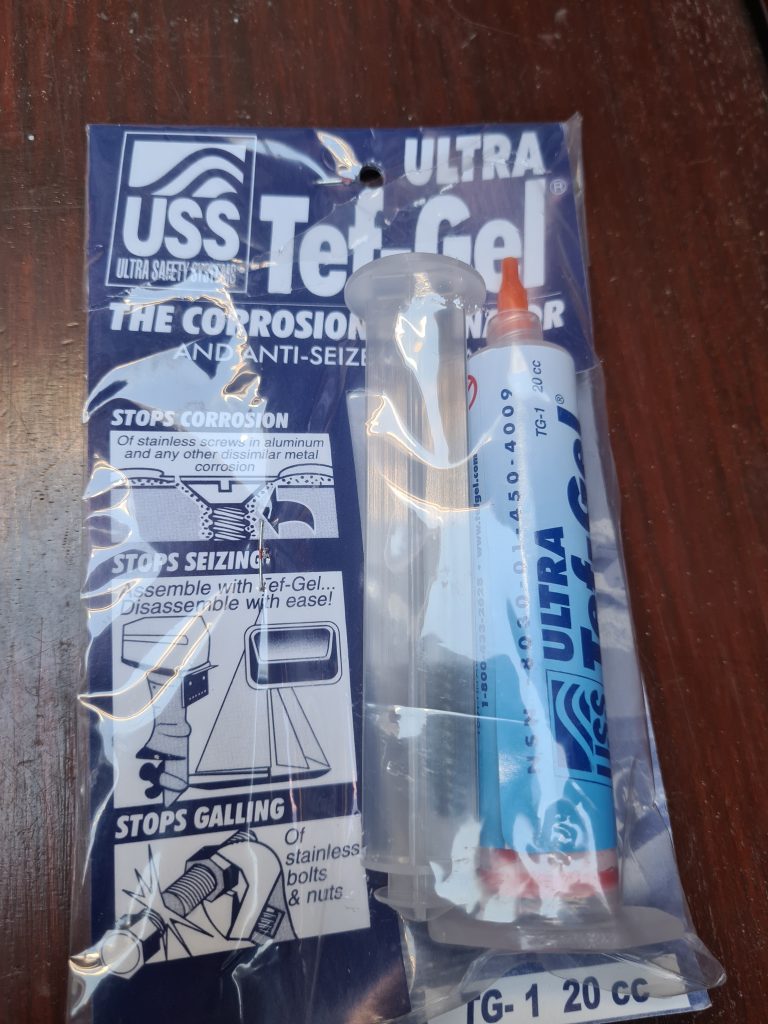 ULTRA
USS
ULTRA SAFETY SYSTEMS
Tef-Gel®
THE CORROSION
AND ANTI-SEIZE
STOPS CORROSION
Of stainless screws in aluminum
and any other dissimilar metal
corrosion
STOPS SEIZING
Assemble with Tef-Gel...
Disassemble with ease!
STOPS GALLING
Of
stainless
bolts
& nuts
TG-1 20 cc
ULTRA
USS Tef-Gel®
TG- 1 20 cc